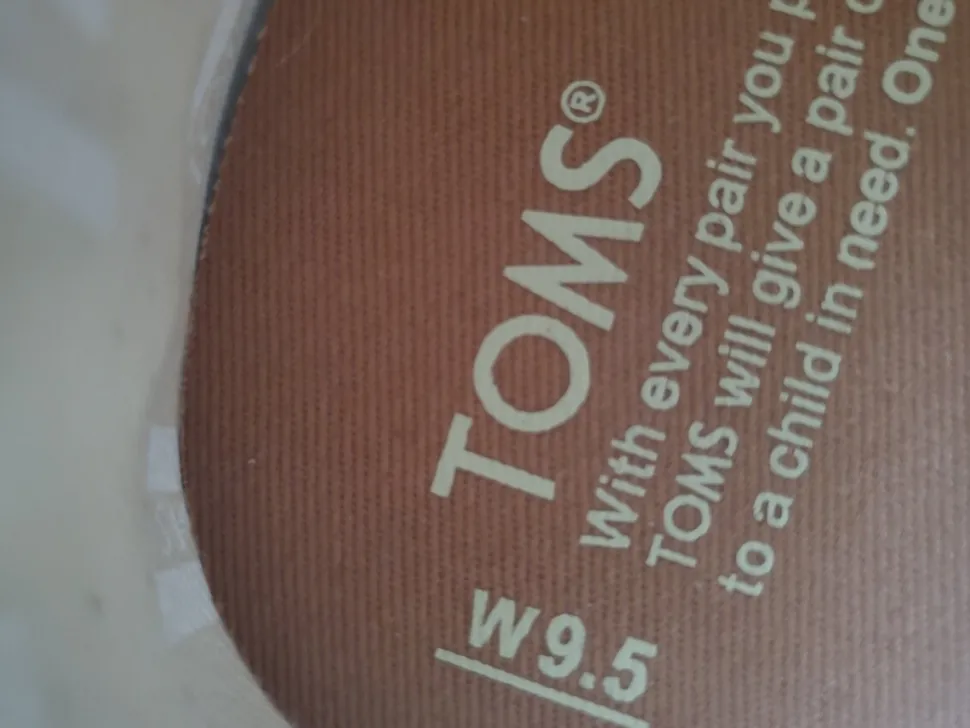 TOMS®
With every pair you
TOMS will give a pair
to a child in need. One
W9.5